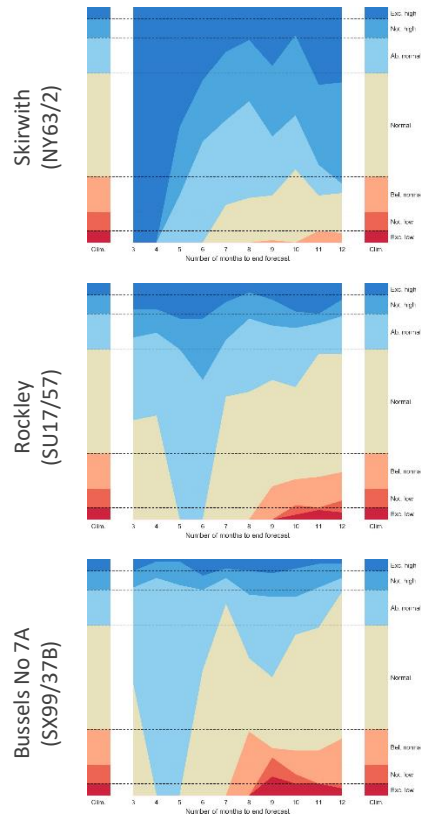 Skirwith
(NY63/2)
Exc. high
Not. high
Ab. normal
Normal
Bel. norma
Not. low
Exc. low
Clim.
3 4 5 6 7 8 9 10 11 12
Clim.
Number of months to end forecast.
Rockley
(SU17/57)
Exc. high
Not. high
Ab. normal
Normal
Bel. norma
Not. low
Exc. low
Clim.
3 4 5 6 7 8 9 10 11 12
Clim.
Number of months to end forecast.
Bussels No 7A
(SX99/37B)
Exc. high
Not. high
Ab. normal
Normal
Bel. norma
Not. low
Exc. low
Clim.
3 4 5 6 7 8 9 10 11 12
Clim.
Number of months to end forecast.